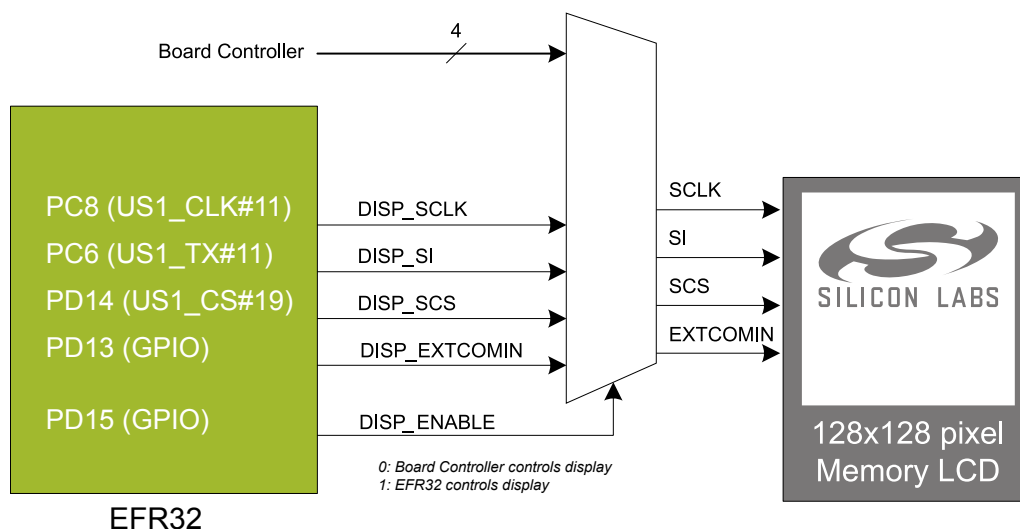 4
Board Controller
PC8 (US1_CLK#11)
DISP_SCLK
SCLK
PC6 (US1_TX#11)
DISP_SI
SI
PD14 (US1_CS#19)
DISP_SCS
SCS
PD13 (GPIO)
DISP_EXTCOMIN
EXTCOMIN
PD15 (GPIO)
DISP_ENABLE
0: Board Controller controls display
1: EFR32 controls display
EFR32
SILICON LABS
128x128 pixel
Memory LCD